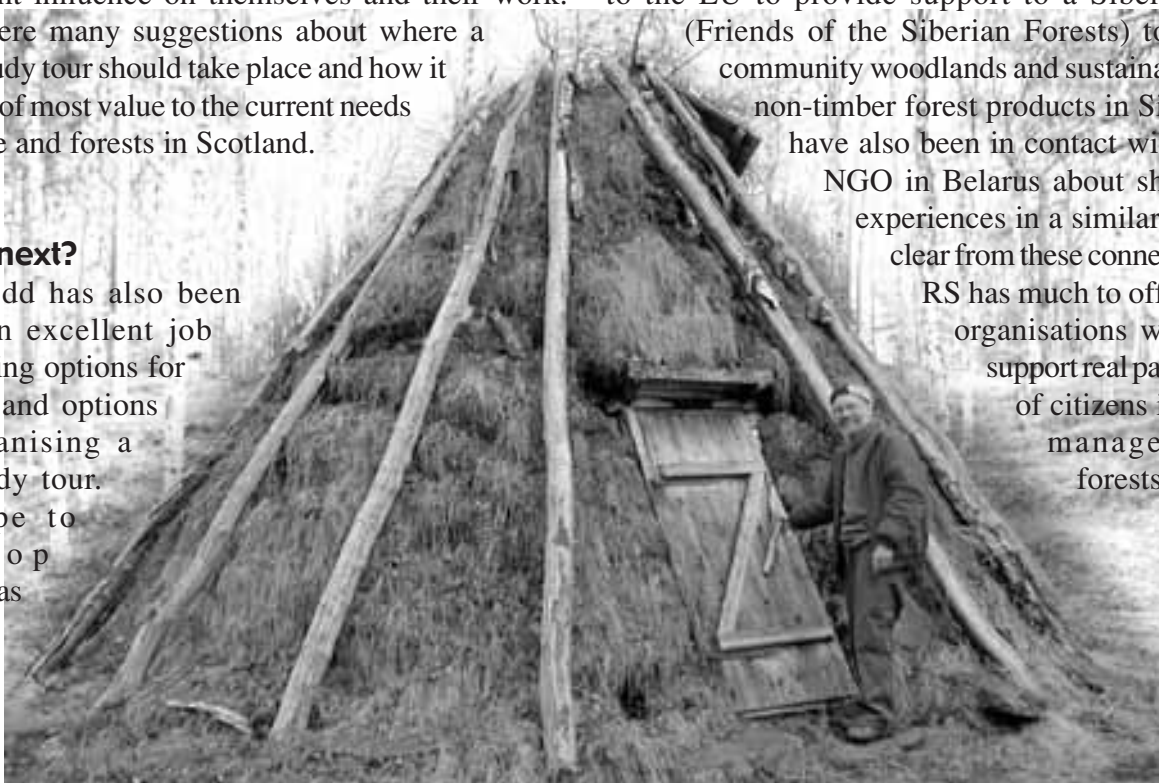 nt influence on themselves and their work.
ere many suggestions about where a
udy tour should take place and how it
of most value to the current needs
e and forests in Scotland.
next?
dd has also been
n excellent job
ing options for
and options
anising a
dy tour.
pe to
o p
as
to the EU to provide support to a Siber
(Friends of the Siberian Forests) to
community woodlands and sustaina
non-timber forest products in Si
have also been in contact wi
NGO in Belarus about sh
experiences in a similar
clear from these conne
RS has much to off
organisations w
support real pa
of citizens i
manage
forests